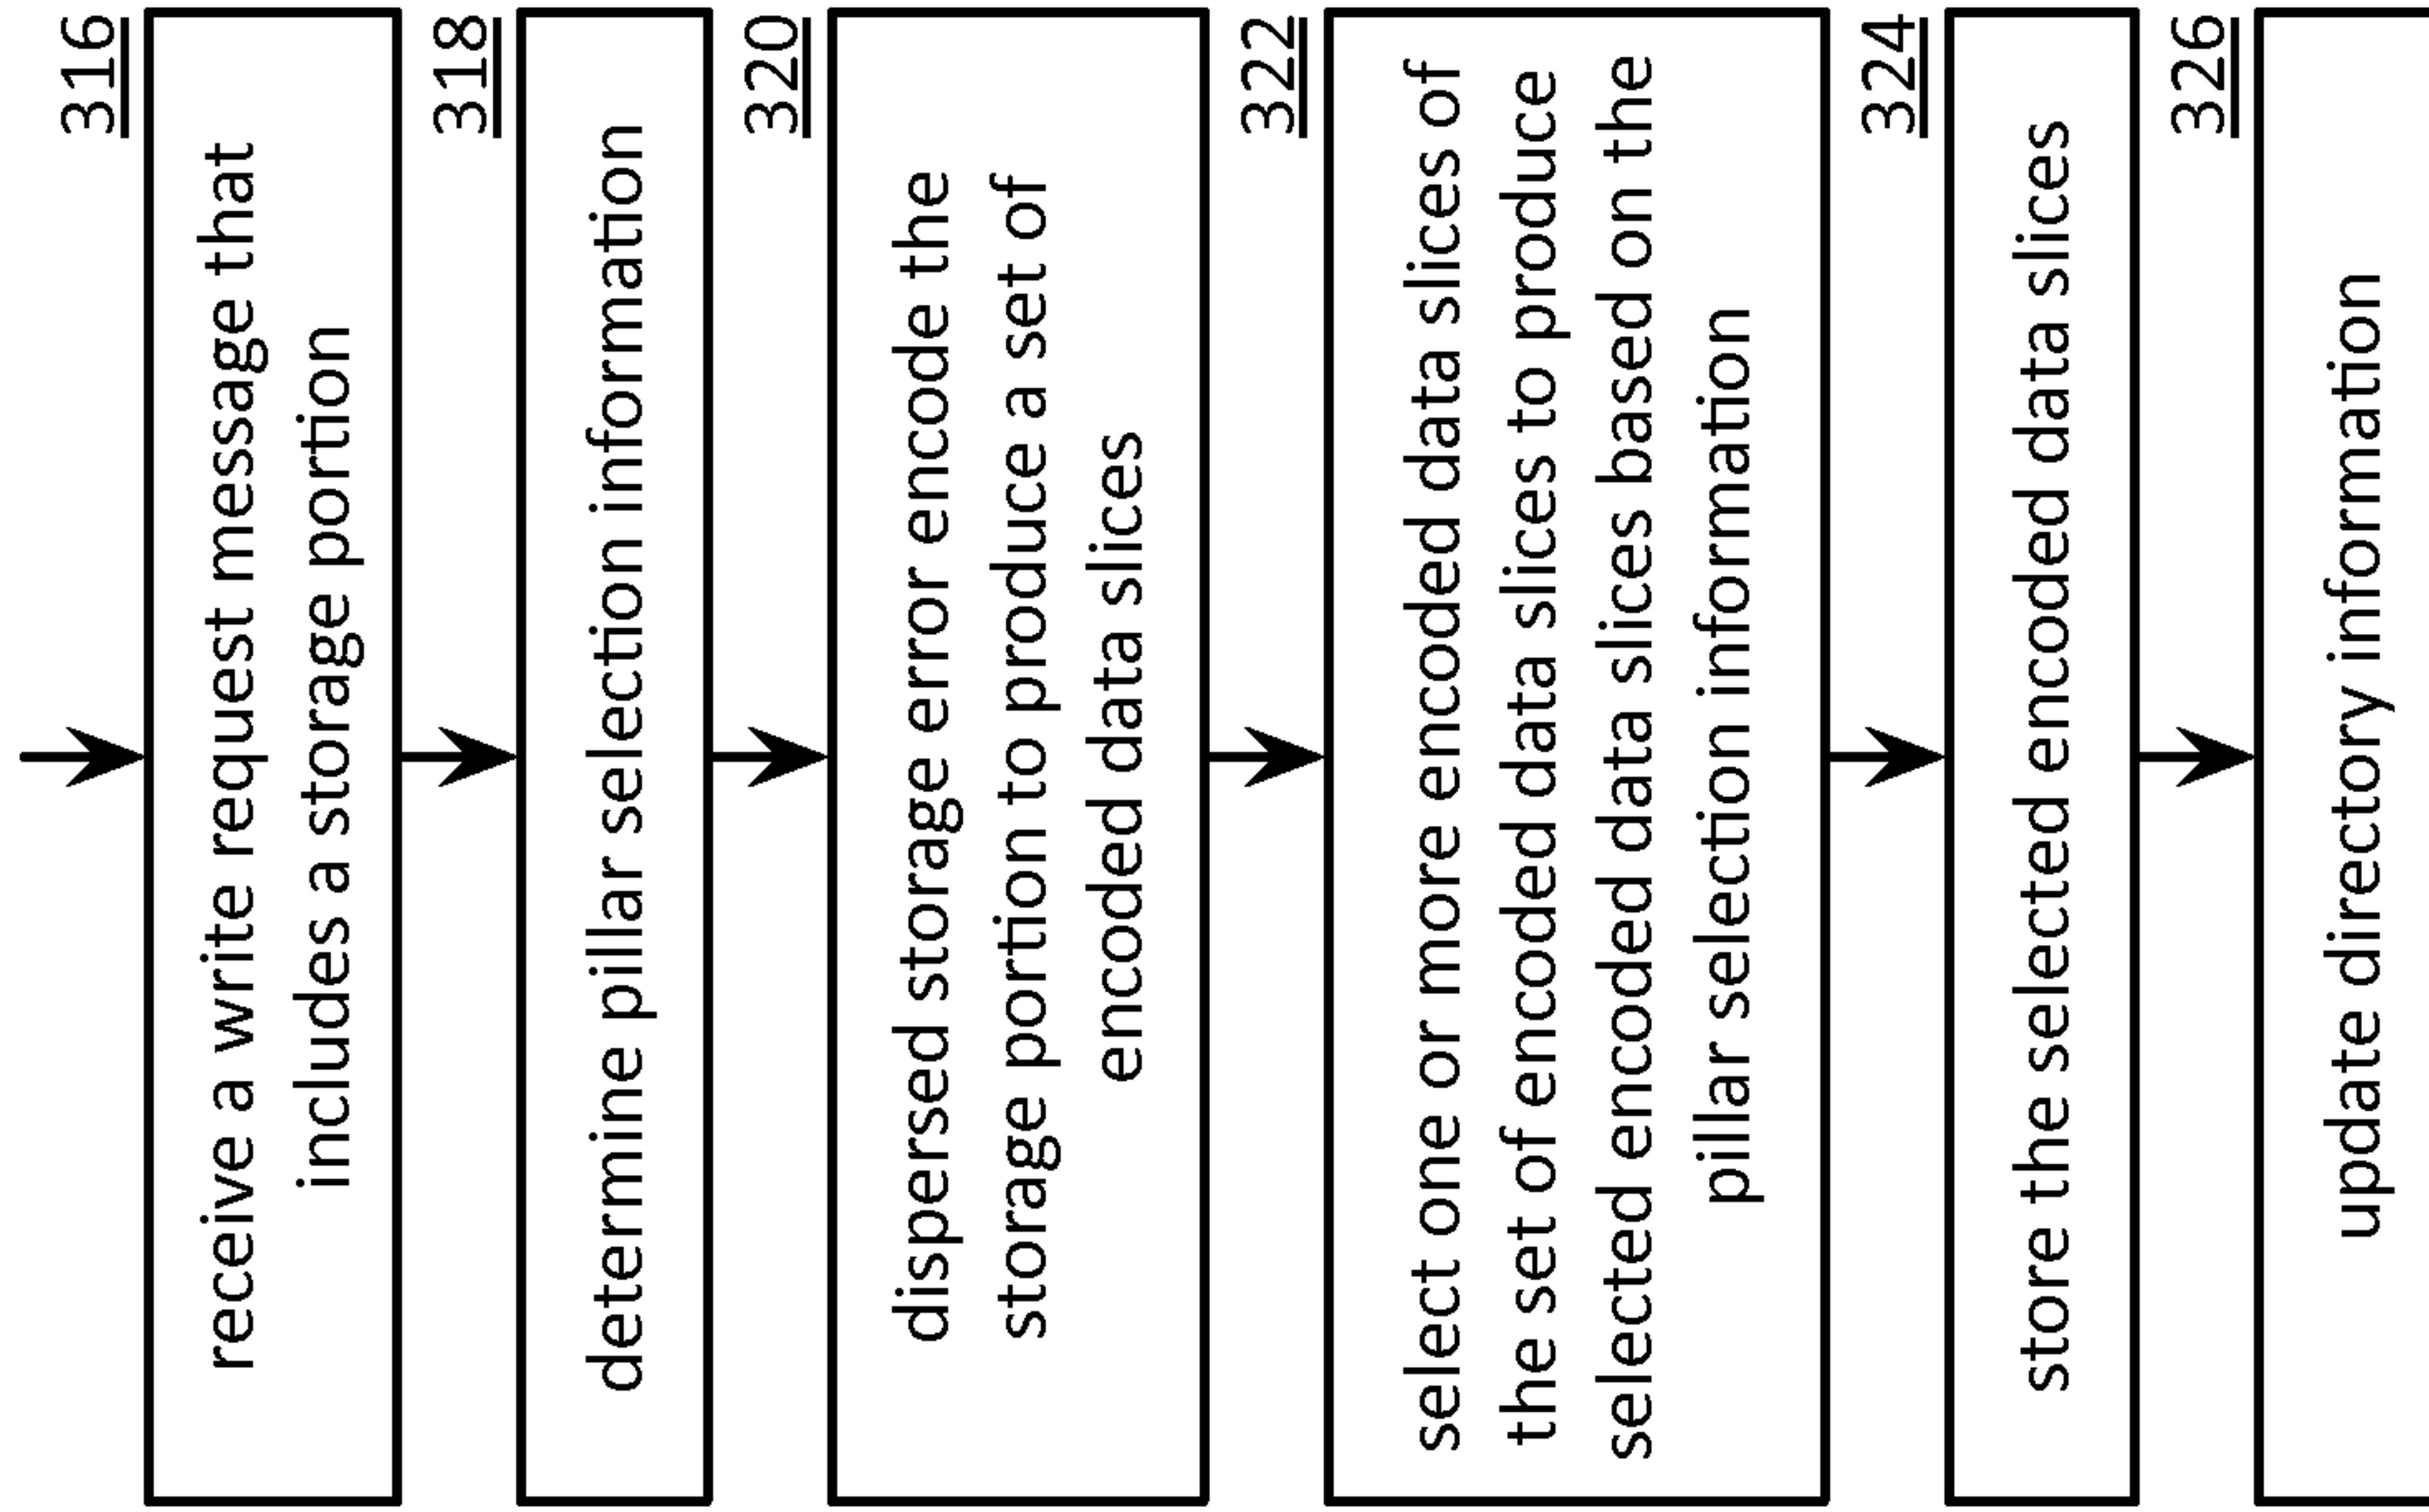 316
receive a write request message that
includes a storage portion
318
determine pillar selection information
320
dispersed storage error encode the
storage portion to produce a set of
encoded data slices
322
select one or more encoded data slices of
the set of encoded data slices to produce
selected encoded data slices based on the
pillar selection information
324
store the selected encoded data slices
326
update directory information